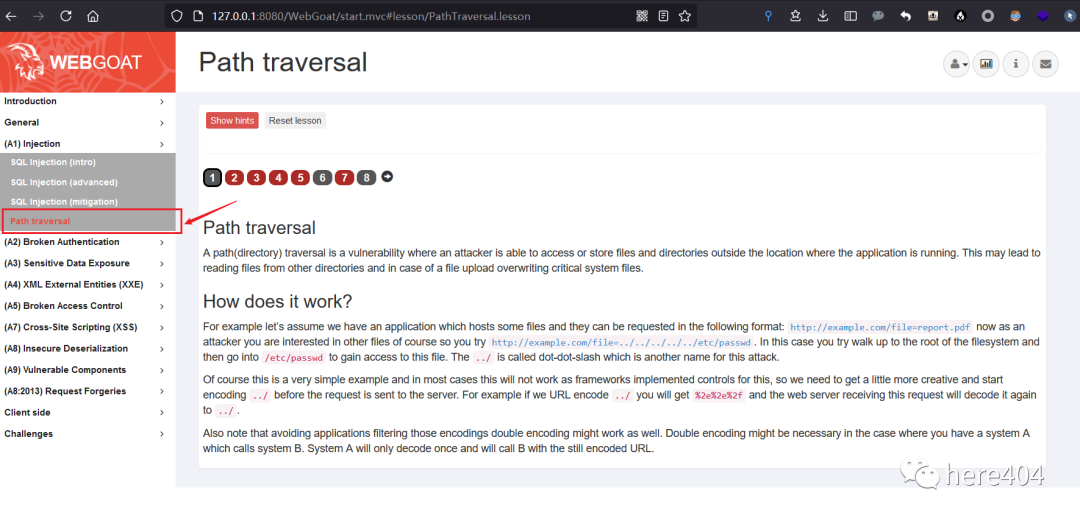 127.0.0.1:8080/WebGoat/start.mvc#lesson/PathTraversal.lesson
WEBGOAT
Path traversal
Introduction
General
(A1) Injection
SQL Injection (intro)
SQL Injection (advanced)
SQL Injection (mitigation)
Path traversal
(A2) Broken Authentication
(A3) Sensitive Data Exposure
(A4) XML External Entities (XXE)
(A5) Broken Access Control
(A7) Cross-Site Scripting (XSS)
(A8) Insecure Deserialization
(A9) Vulnerable Components
(A8:2013) Request Forgeries
Client side
Challenges
Show hints Reset lesson
1 2 3 4 5 6 7 8
Path traversal
A path(directory) traversal is a vulnerability where an attacker is able to access or store files and directories outside the location where the application is running. This may lead to
reading files from other directories and in case of a file upload overwriting critical system files.
How does it work?
For example let's assume we have an application which hosts some files and they can be requested in the following format: http://example.com/file=report.pdf now as an
attacker you are interested in other files of course so you try http://example.com/file=../../../../../etc/passwd. In this case you try walk up to the root of the filesystem and
then go into /etc/passwd to gain access to this file. The ../ is called dot-dot-slash which is another name for this attack.
Of course this is a very simple example and in most cases this will not work as frameworks implemented controls for this, so we need to get a little more creative and start
encoding ../ before the request is sent to the server. For example if we URL encode ../ you will get %2e%2e%2f and the web server receiving this request will decode it again
to ../.
Also note that avoiding applications filtering those encodings double encoding might work as well. Double encoding might be necessary in the case where you have a system A
which calls system B. System A will only decode once and will call B with the still encoded URL.
here404